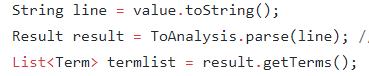 String line = value.toString();
Result result = ToAnalysis.parse(line); /
List<Term> termlist = result.getTerms();